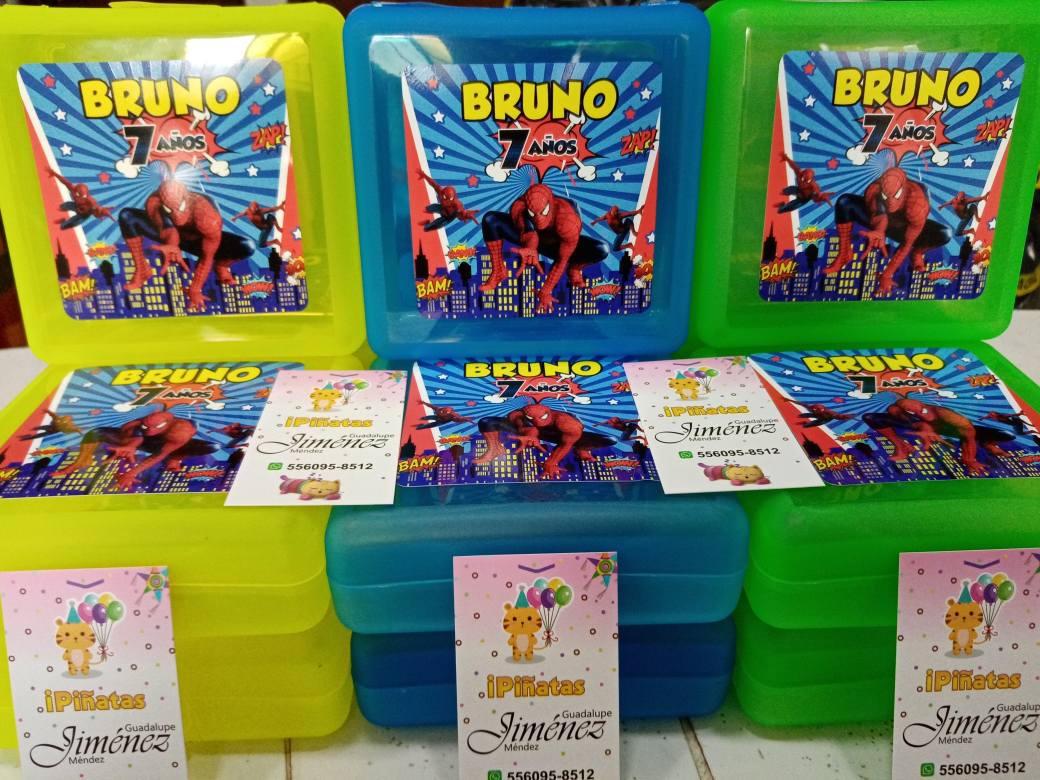 BRUNO
7 AÑOS
ZAP!
BAM!
BRUNO
7 AÑOS
ZAP!
BAM!
BRUNO
7 AÑOS
ZAP!
BAM!
BRUNO
7 AÑOS
BRUNO
7 AÑOS
BAM!
BRUNO
7 AÑOS
ZAP!
BAM!
iPiñatas
Guadalupe
Jiménez
Méndez
556095-8512
iPiñatas
Guadalupe
Jiménez
Méndez
556095-8512
iPiñatas
Guadalupe
Jiménez
Méndez
iPiñatas
Guadalupe
Jiménez
Méndez
556095-8512
iPiñatas
Guadalupe
Jiménez
Méndez
556095-8512